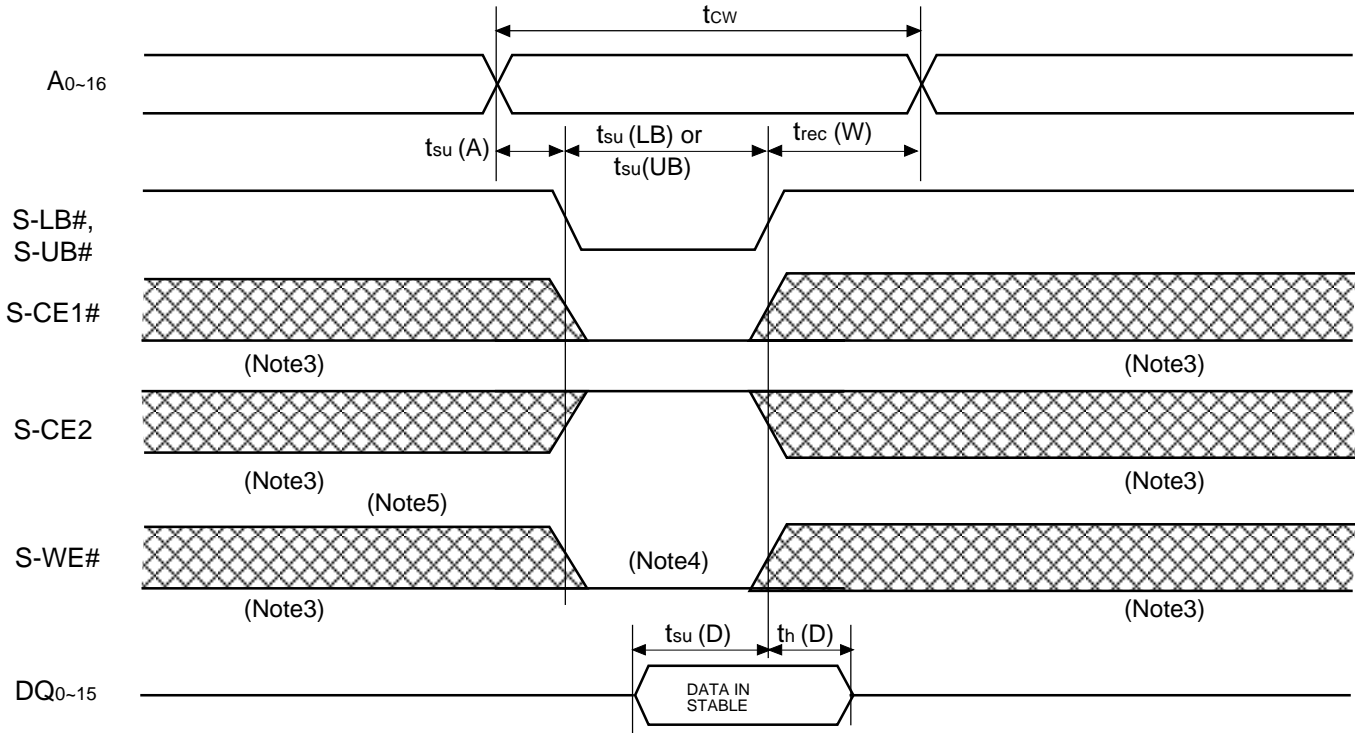 tCW
A0~16
tsu (A)
tsu (LB) or
tsu(UB)
trec (W)
S-LB#,
S-UB#
S-CE1#
(Note3)
(Note3)
S-CE2
(Note3)
(Note3)
(Note5)
S-WE#
(Note4)
(Note3)
(Note3)
tsu (D)
th (D)
DQ0~15
DATA IN
STABLE